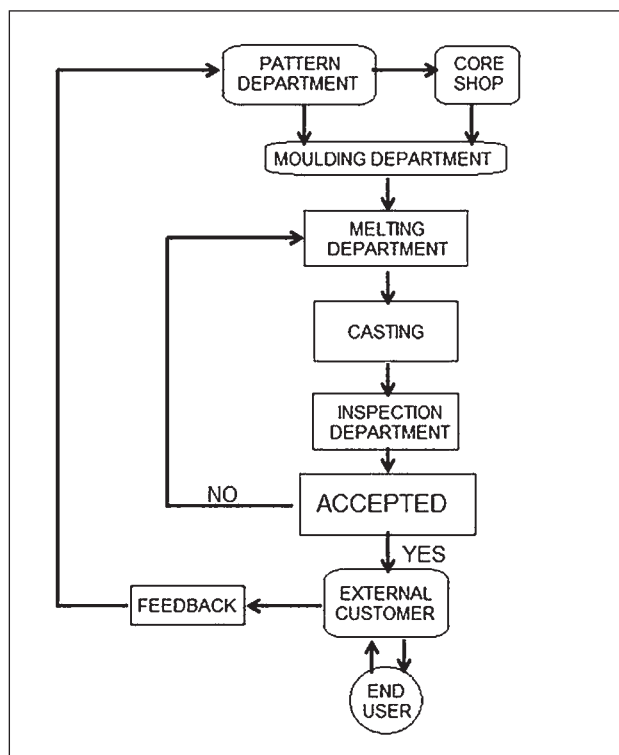 PATTERN
DEPARTMENT
CORE
SHOP
MOULDING DEPARTMENT
MELTING
DEPARTMENT
CASTING
INSPECTION
DEPARTMENT
NO
ACCEPTED
YES
FEEDBACK
EXTERNAL
CUSTOMER
END
USER